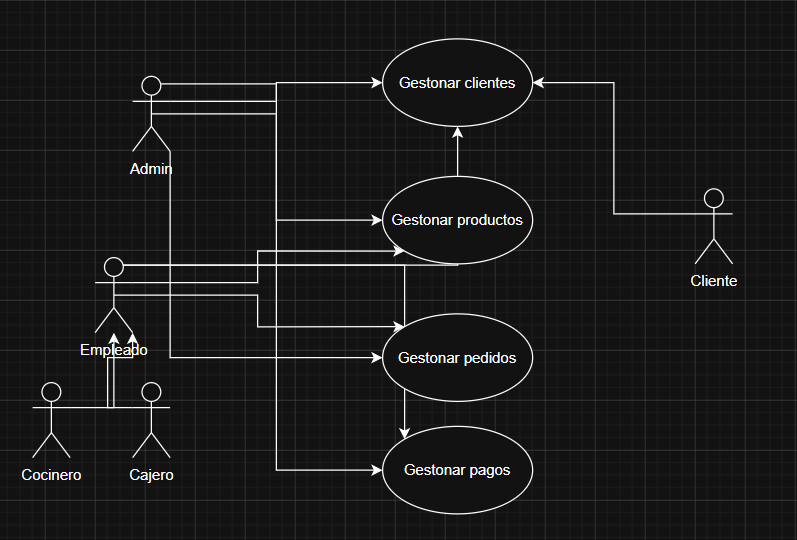 Gestonar clientes
Admin
Gestonar productos
Cliente
Empleado
Gestonar pedidos
Gestonar pagos
Cocinero
Cajero